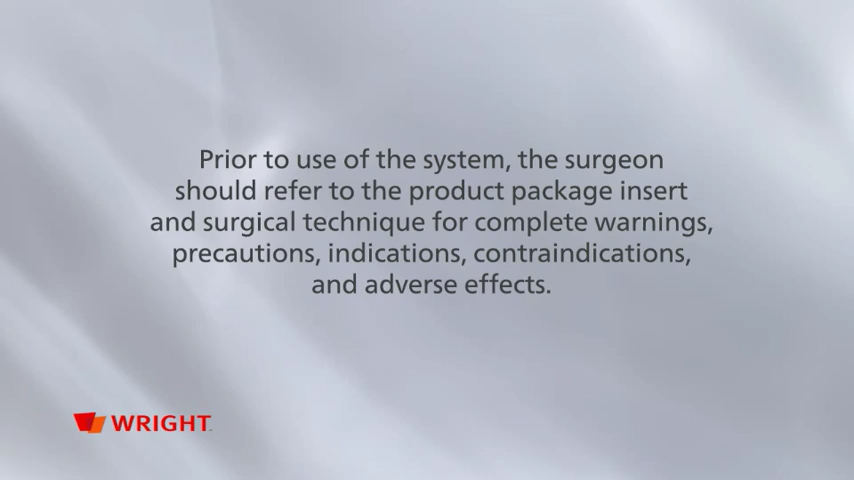 Prior to use of the system, the surgeon
should refer to the product package insert
and surgical technique for complete warnings,
precautions, indications, contraindications,
and adverse effects.
WRIGHT